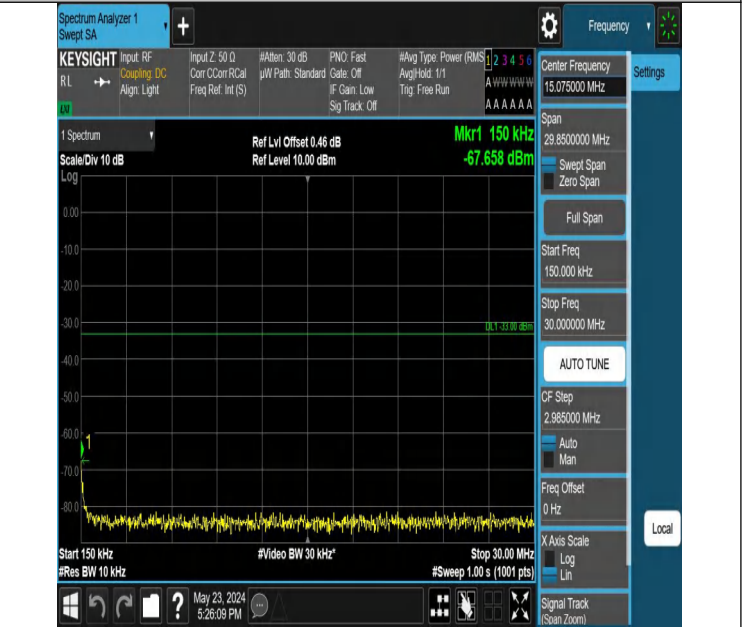 Spectrum Analyzer 1
Swept SA
+
Frequency
KEYSIGHT
Input: RF
Input Z: 50 Ω
#Atten: 30 dB
PNO: Fast
#Avg Type: Power (RMS
1 2 3 4 5 6
RL
Coupling: DC
Corr CCorr RCal
µW Path: Standard
Gate: Off
Avg|Hold: 1/1
A W W W W W
Align: Light
Freq Ref: Int (S)
IF Gain: Low
Trig: Free Run
LXI
Sig Track: Off
A A A A A A
Center Frequency
15.075000 MHz
Settings
Span
29.8500000 MHz
Swept Span
Zero Span
Full Span
Start Freq
150.000 kHz
Stop Freq
30.000000 MHz
AUTO TUNE
CF Step
2.985000 MHz
Auto
Man
Freq Offset
0 Hz
X Axis Scale
Log
Lin
Local
Signal Track
(Span Zoom)
1 Spectrum
Scale/Div 10 dB
Ref Lvl Offset 0.46 dB
Ref Level 10.00 dBm
Mkr1 150 kHz
-67.658 dBm
Log
0.00
-10.0
-20.0
-30.0
DL1 -33.00 dBm
-40.0
-50.0
-60.0
1
-70.0
-80.0
Start 150 kHz
#Video BW 30 kHz*
Stop 30.00 MHz
#Res BW 10 kHz
#Sweep 1.00 s (1001 pts)
?
May 23, 2024
5:26:09 PM